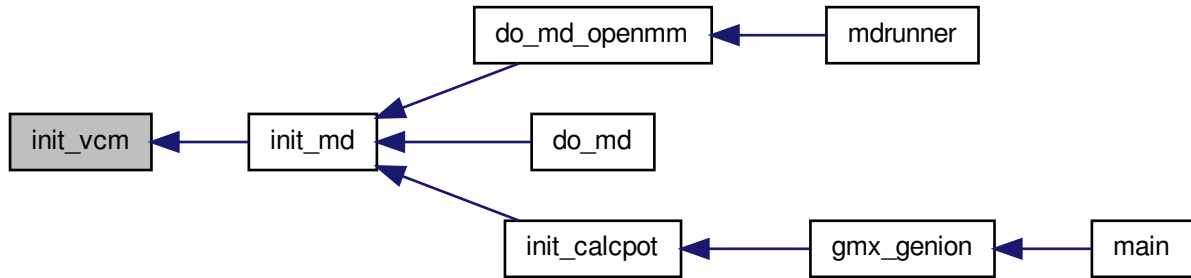 do_md_openmm
mdrunner
init_vcm
init_md
do_md
init_calcpot
gmx_genion
main